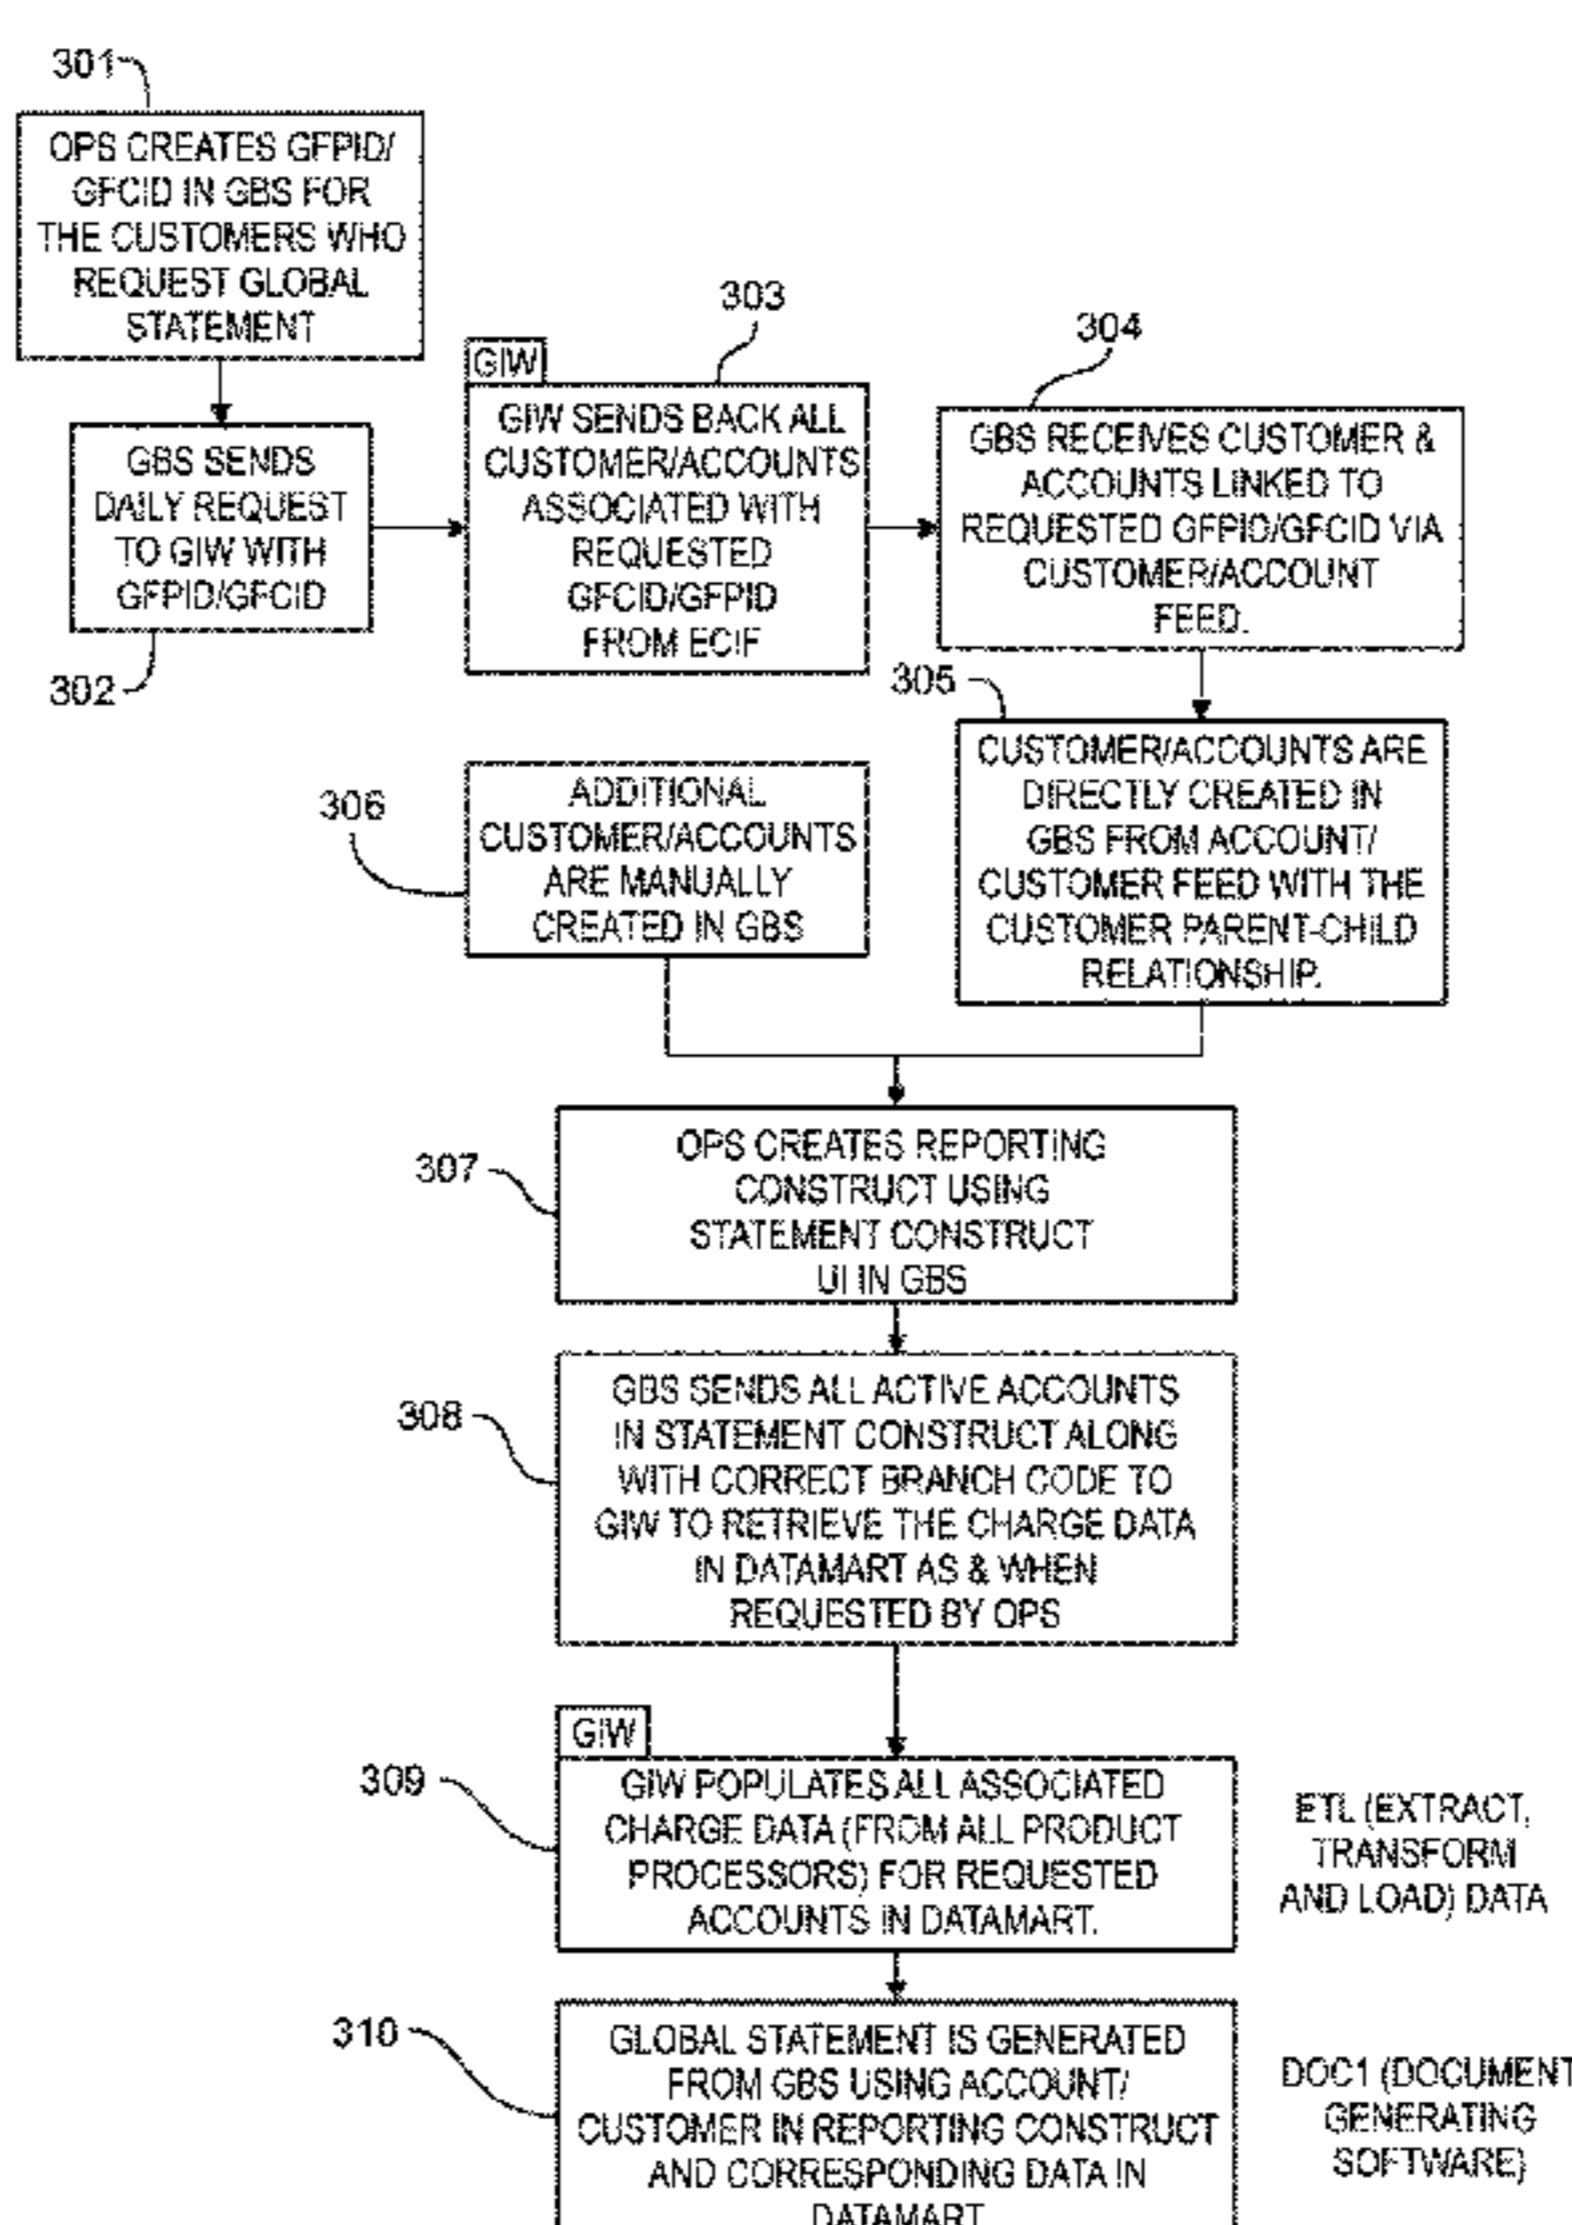 301
OPS CREATES GFPID/
GFCID IN GBS FOR
THE CUSTOMERS WHO
REQUEST GLOBAL
STATEMENT
GBS SENDS
DAILY REQUEST
TO GIW WITH
GFPID/GFCID
302
303
GIW
GIW SENDS BACK ALL
CUSTOMER/ACCOUNTS
ASSOCIATED WITH
REQUESTED
GFCID/GFPID
FROM ECIF
304
GBS RECEIVES CUSTOMER &
ACCOUNTS LINKED TO
REQUESTED GFPID/GFCID VIA
CUSTOMER/ACCOUNT
FEED.
305
CUSTOMER/ACCOUNTS ARE
DIRECTLY CREATED IN
GBS FROM ACCOUNT/
CUSTOMER FEED WITH THE
CUSTOMER PARENT-CHILD
RELATIONSHIP.
306
ADDITIONAL
CUSTOMER/ACCOUNTS
ARE MANUALLY
CREATED IN GBS
307
OPS CREATES REPORTING
CONSTRUCT USING
STATEMENT CONSTRUCT
UI IN GBS
308
GBS SENDS ALL ACTIVE ACCOUNTS
IN STATEMENT CONSTRUCT ALONG
WITH CORRECT BRANCH CODE TO
GIW TO RETRIEVE THE CHARGE DATA
IN DATAMART AS & WHEN
REQUESTED BY OPS
309
GIW
GIW POPULATES ALL ASSOCIATED
CHARGE DATA (FROM ALL PRODUCT
PROCESSORS) FOR REQUESTED
ACCOUNTS IN DATAMART.
ETL (EXTRACT,
TRANSFORM
AND LOAD) DATA
310
GLOBAL STATEMENT IS GENERATED
FROM GBS USING ACCOUNT/
CUSTOMER IN REPORTING CONSTRUCT
AND CORRESPONDING DATA IN
DATAMART
DOC1 (DOCUMENT
GENERATING
SOFTWARE)